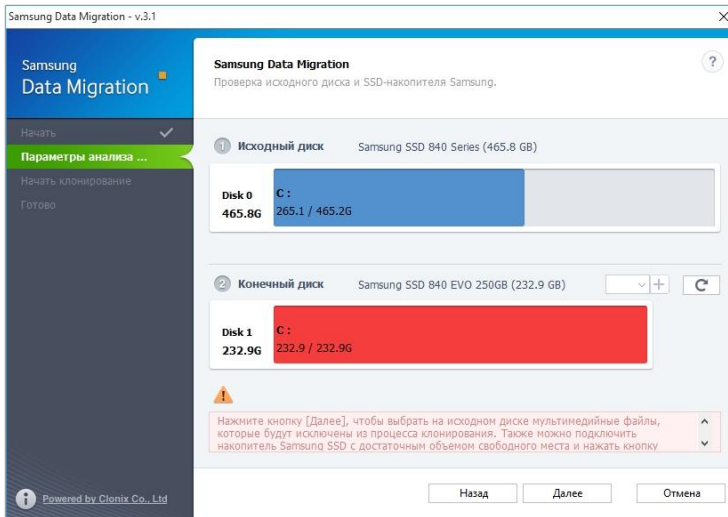 Samsung Data Migration - v.3.1
Samsung
Data Migration
Samsung Data Migration
Проверка исходного диска и SSD-накопителя Samsung.
?
Начать
Параметры анализа ...
Начать клонирование
Готово
1 Исходный диск Samsung SSD 840 Series (465.8 GB)
Disk 0
465.8G
C :
265.1 / 465.2G
2 Конечный диск Samsung SSD 840 EVO 250GB (232.9 GB)
Disk 1
232.9G
C :
232.9 / 232.9G
Нажмите кнопку [Далее], чтобы выбрать на исходном диске мультимедийные файлы,
которые будут исключены из процесса клонирования. Также можно подключить
накопитель Samsung SSD с достаточным объемом свободного места и нажать кнопку
Powered by Clonix Co., Ltd
Назад Далее Отмена